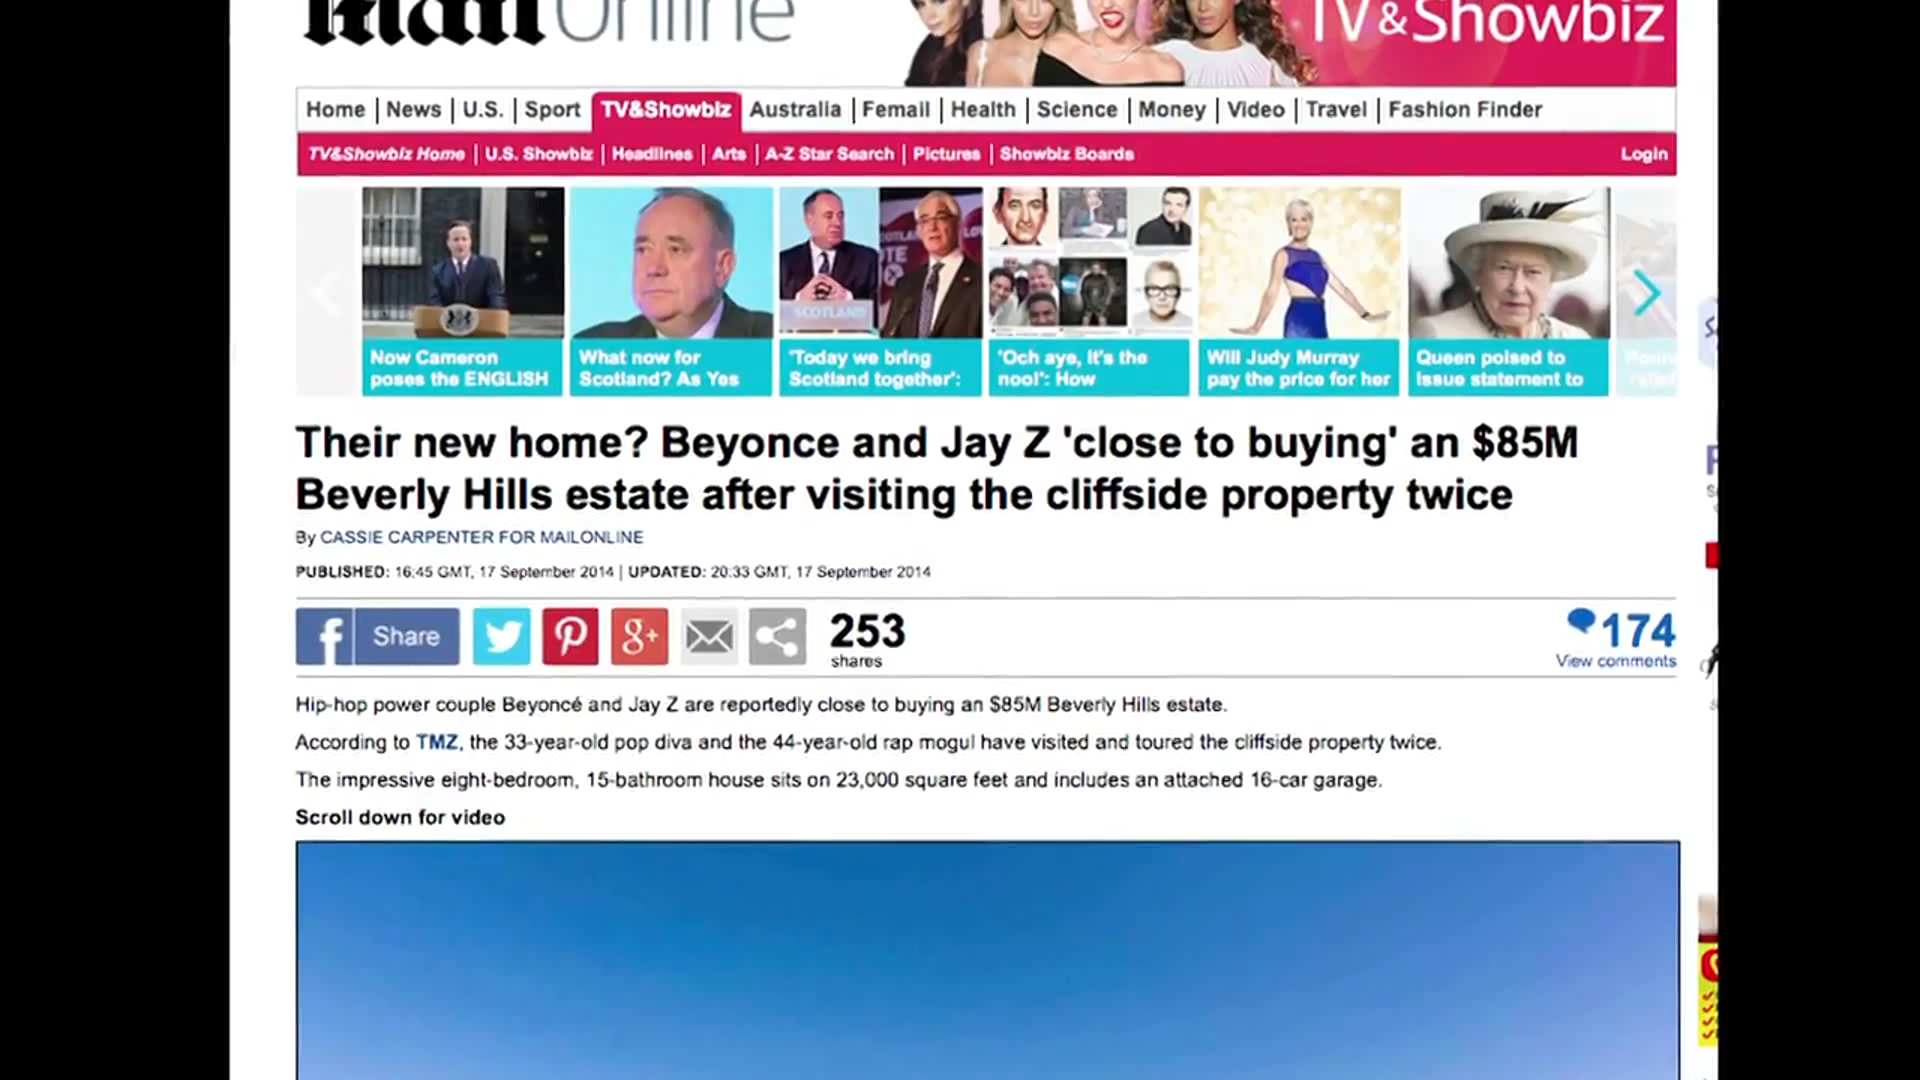 Mail Online
TV&Showbiz
Home | News | U.S. | Sport | TV&Showbiz | Australia | Femail | Health | Science | Money | Video | Travel | Fashion Finder
TV&Showbiz Home | U.S. Showbiz | Headlines | Arts | A-Z Star Search | Pictures | Showbiz Boards Login
SCOTLAND
Now Cameron
poses the ENGLISH
What now for
Scotland? As Yes
'Today we bring
Scotland together':
'Och aye, it's the
noo!': How
Will Judy Murray
pay the price for her
Queen poised to
issue statement to
Their new home? Beyonce and Jay Z 'close to buying' an $85M
Beverly Hills estate after visiting the cliffside property twice
By CASSIE CARPENTER FOR MAILONLINE
PUBLISHED: 16:45 GMT, 17 September 2014 | UPDATED: 20:33 GMT, 17 September 2014
f Share
g+
253
shares
174
View comments
Hip-hop power couple Beyoncé and Jay Z are reportedly close to buying an $85M Beverly Hills estate.
According to TMZ, the 33-year-old pop diva and the 44-year-old rap mogul have visited and toured the cliffside property twice.
The impressive eight-bedroom, 15-bathroom house sits on 23,000 square feet and includes an attached 16-car garage.
Scroll down for video